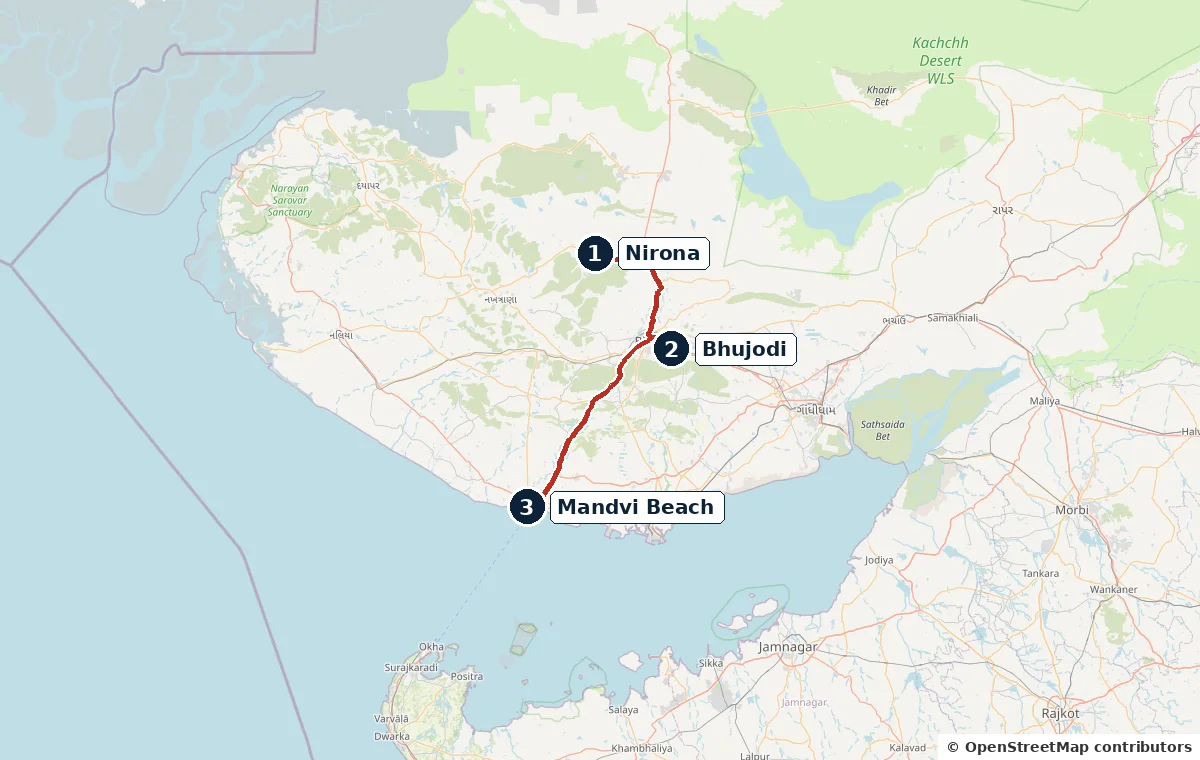 Kachchh
Desert
WLS
Khadir
Bet
દયાપર
Narayan
Sarovar
Sanctuary
રાપર
1
Nirona
નખત્રાણા
ભચાઉ
Samakhiali
નલિયા
2
Bhujodi
Maliya
ગાંધીધામ
Sathsaida
Bet
Halv
3
Mandvi Beach
Morbi
Jodiya
Tankara
Wankaner
Okha
Surajkaradi
Positra
Sikka
Jamnagar
Jamnagar
Salaya
Varvala
Dwarka
Rajkot
Khambhaliya
Kalavad
Lalpur
© OpenStreetMap contributors